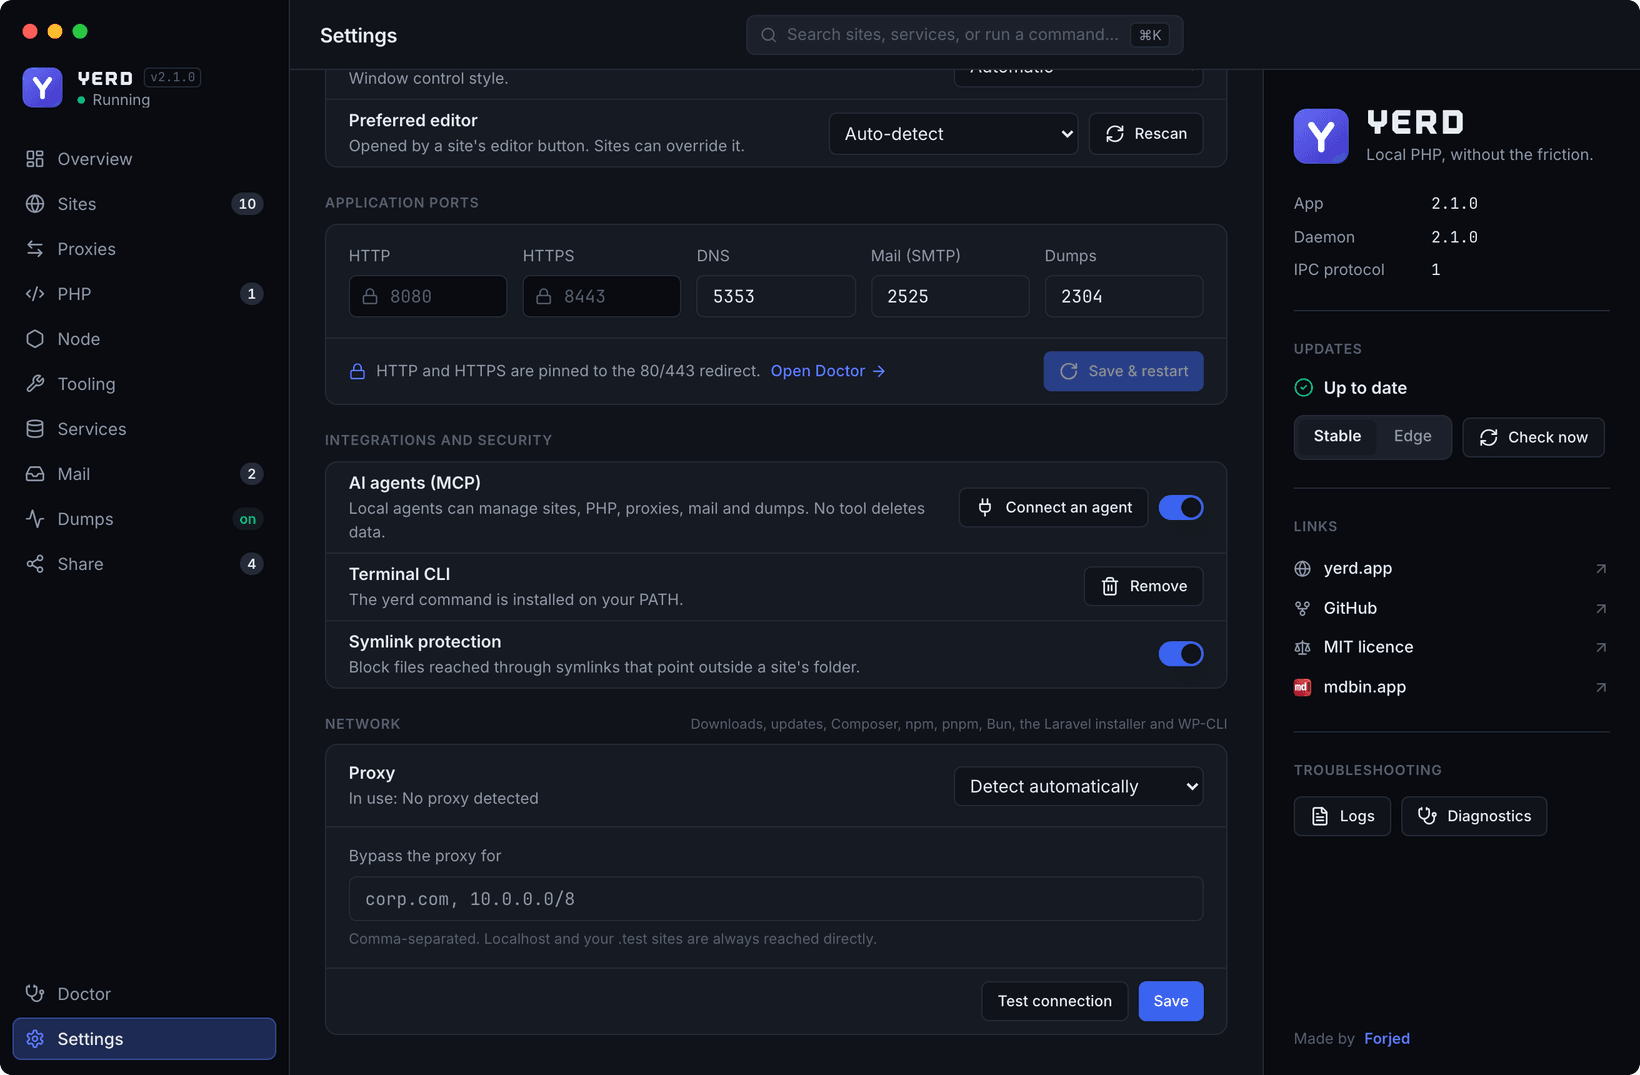 YERD v2.1.0
Running
Overview
Sites 10
Proxies
PHP 1
Node
Tooling
Services
Mail 2
Dumps on
Share 4
Doctor
Settings
Settings
Search sites, services, or run a command... ⌘K
Window control style.
Automatic
Preferred editor
Opened by a site's editor button. Sites can override it.
Auto-detect
Rescan
APPLICATION PORTS
HTTP HTTPS DNS Mail (SMTP) Dumps
8080 8443 5353 2525 2304
HTTP and HTTPS are pinned to the 80/443 redirect. Open Doctor →
Save & restart
INTEGRATIONS AND SECURITY
AI agents (MCP)
Local agents can manage sites, PHP, proxies, mail and dumps. No tool deletes
data.
Connect an agent
Terminal CLI
The yerd command is installed on your PATH.
Remove
Symlink protection
Block files reached through symlinks that point outside a site's folder.
NETWORK
Downloads, updates, Composer, npm, pnpm, Bun, the Laravel installer and WP-CLI
Proxy
In use: No proxy detected
Detect automatically
Bypass the proxy for
corp.com, 10.0.0.0/8
Comma-separated. Localhost and your .test sites are always reached directly.
Test connection
Save
YERD
Local PHP, without the friction.
App 2.1.0
Daemon 2.1.0
IPC protocol 1
UPDATES
Up to date
Stable Edge Check now
LINKS
yerd.app
GitHub
MIT licence
md mdbin.app
TROUBLESHOOTING
Logs Diagnostics
Made by Forjed